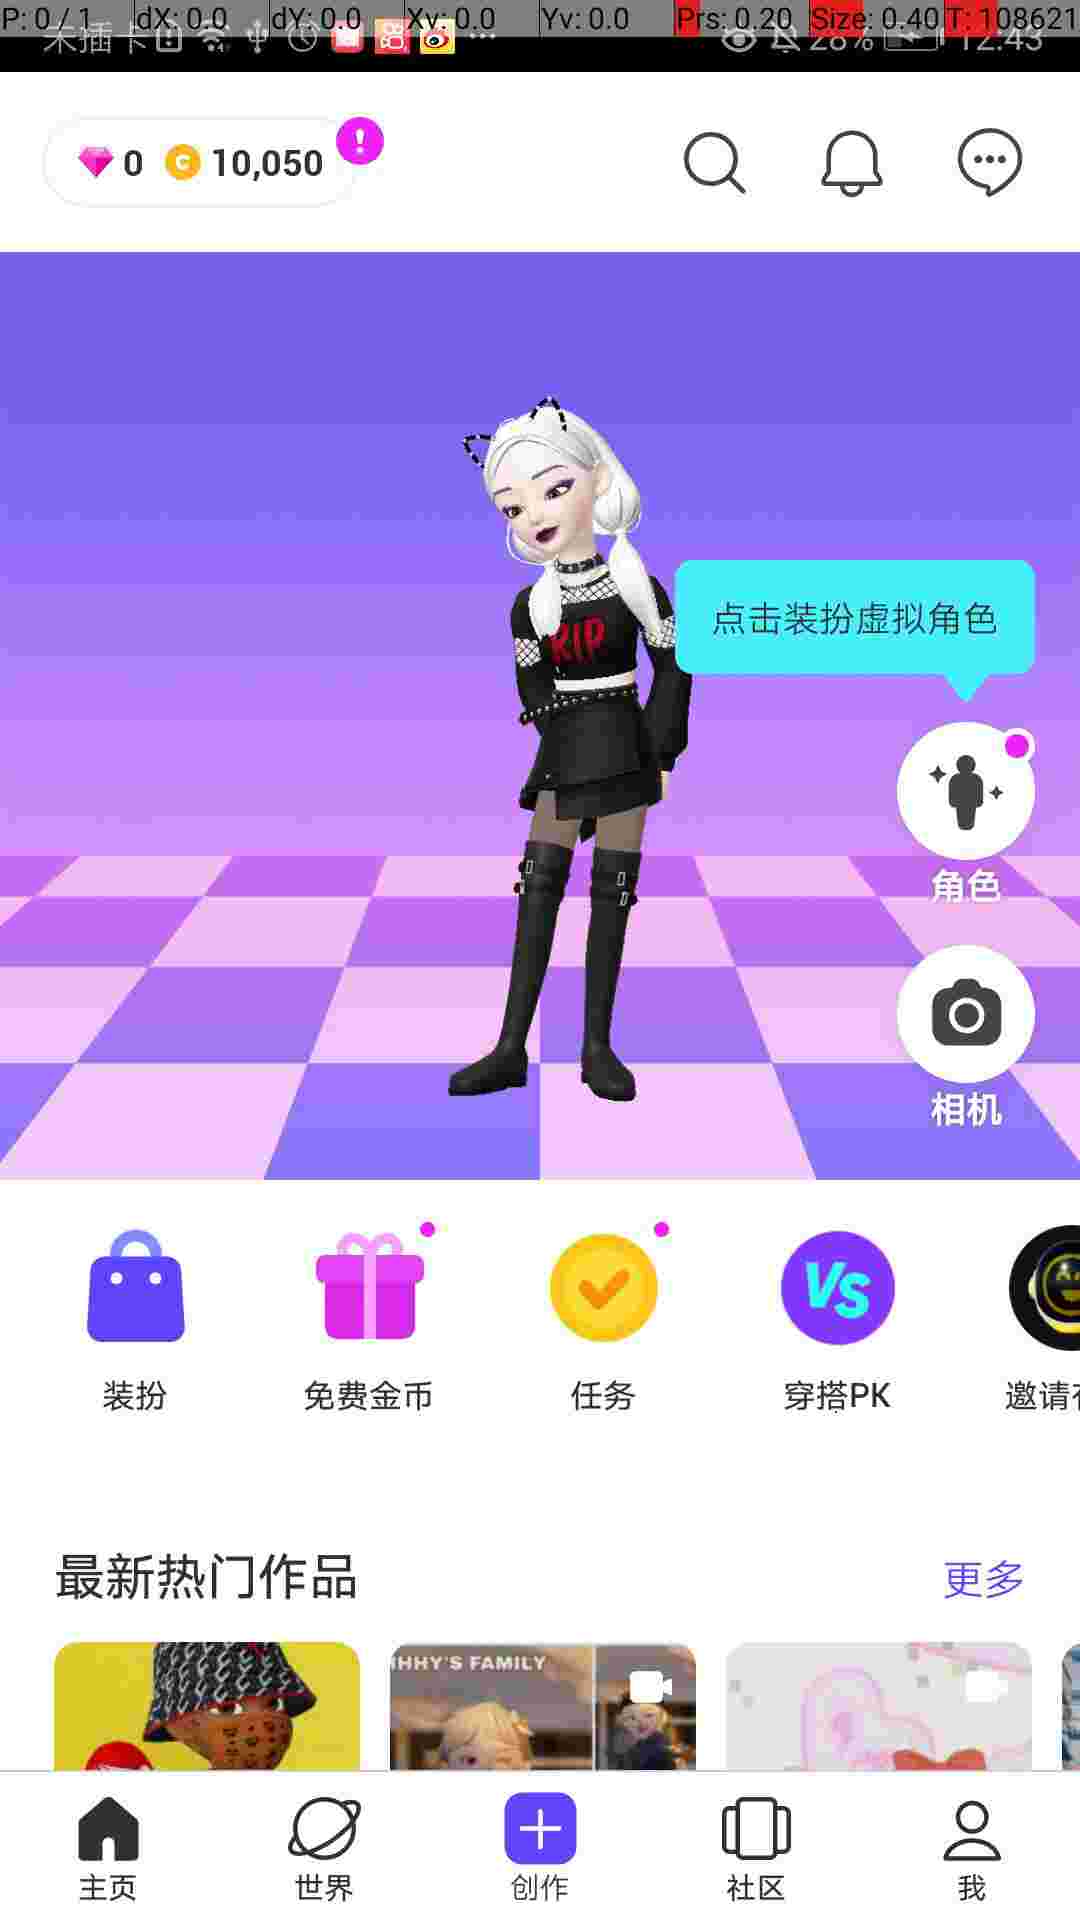 P: 0 / 1 dX: 0.0 dY: 0.0 Xv: 0.0 Yv: 0.0 Prs: 0.20 Size: 0.40 T: 108621
未插卡 28% 12:43
0 10,050
点击装扮虚拟角色
RIP
角色
相机
装扮 免费金币 任务 穿搭PK 邀请
VS
最新热门作品 更多
HHY'S FAMILY
主页 世界 创作 社区 我